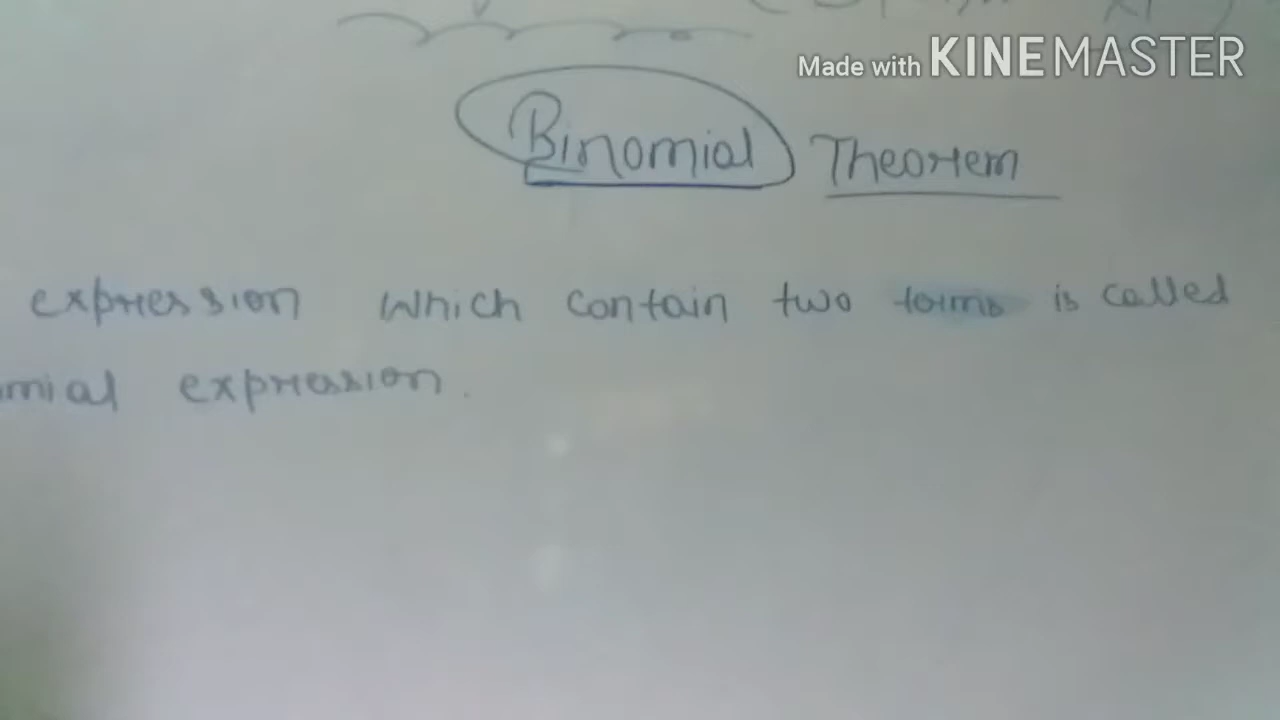 Made with KINEMASTER
Binomial Theorem
expression which contain two terms is called
mial expression.